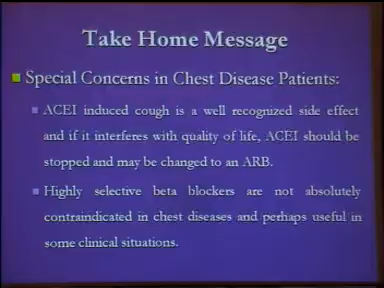 Take Home Message
Special Concerns in Chest Disease Patients:
ACEI induced cough is a well recognized side effect
and if it interferes with quality of life, ACEI should be
stopped and may be changed to an ARB.
Highly selective beta blockers are not absolutely
contraindicated in chest diseases and perhaps useful in
some clinical situations.